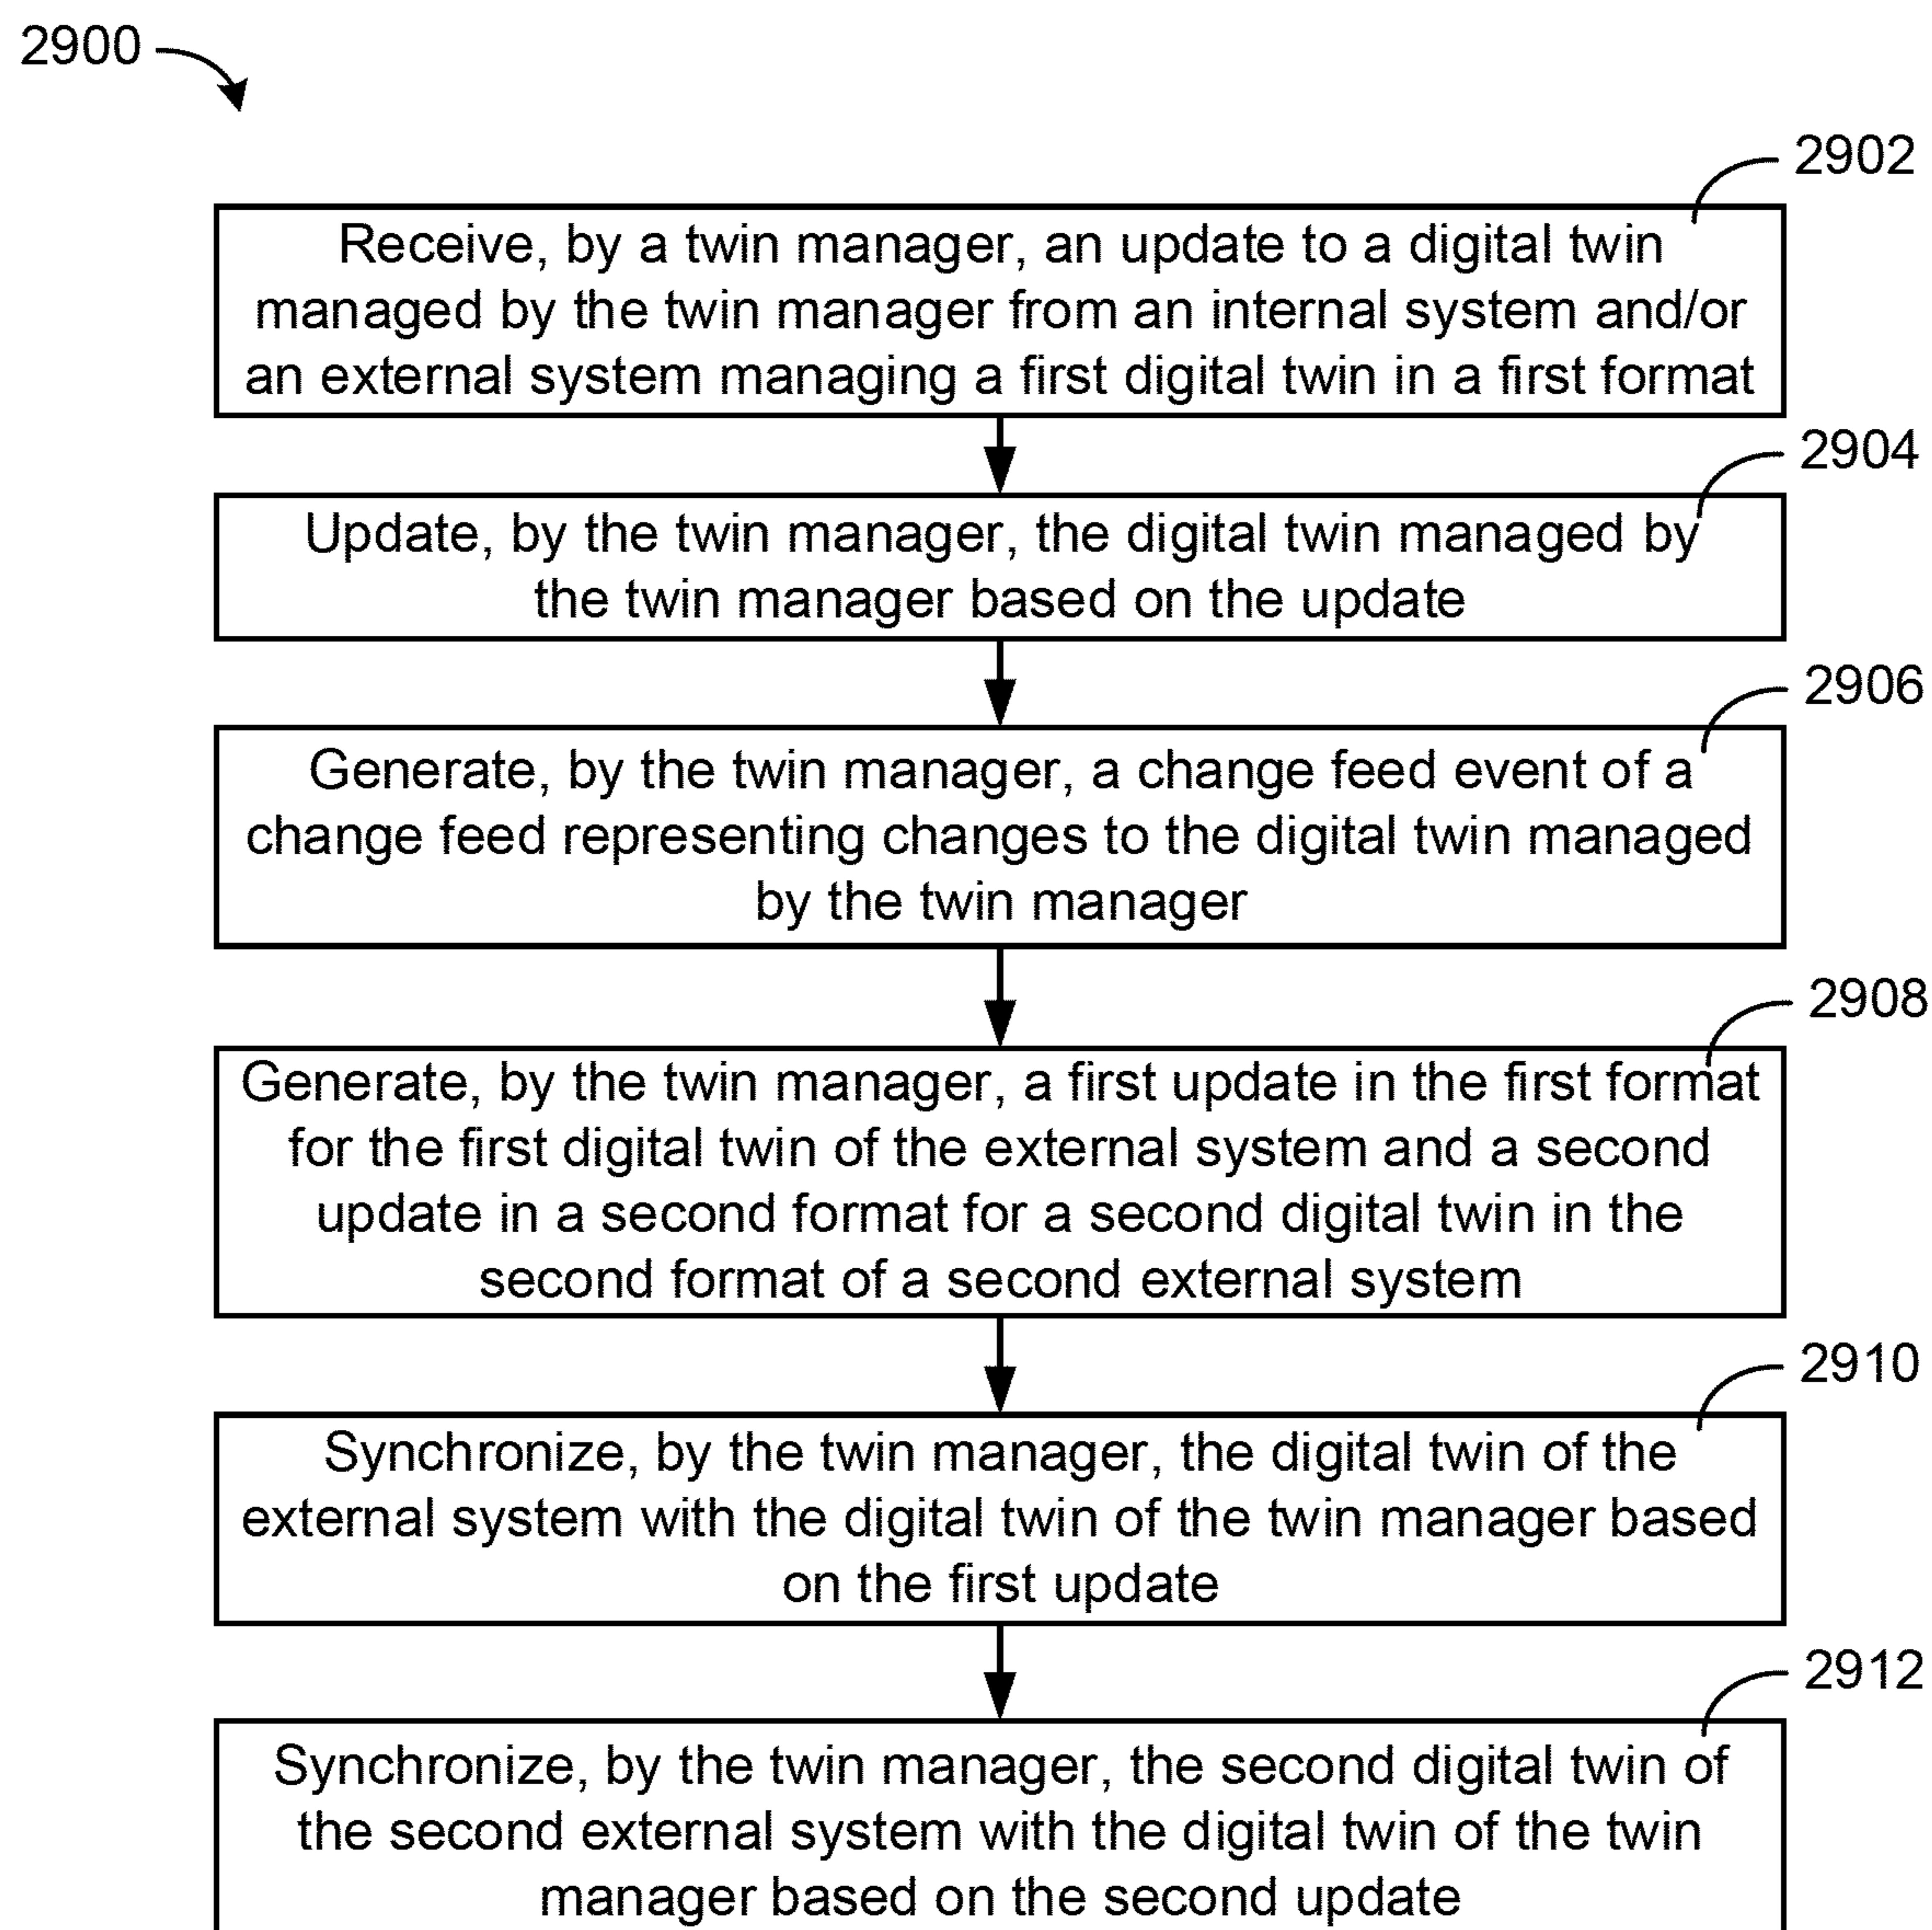 2900
2902
Receive, by a twin manager, an update to a digital twin
managed by the twin manager from an internal system and/or
an external system managing a first digital twin in a first format
2904
Update, by the twin manager, the digital twin managed by
the twin manager based on the update
2906
Generate, by the twin manager, a change feed event of a
change feed representing changes to the digital twin managed
by the twin manager
2908
Generate, by the twin manager, a first update in the first format
for the first digital twin of the external system and a second
update in a second format for a second digital twin in the
second format of a second external system
2910
Synchronize, by the twin manager, the digital twin of the
external system with the digital twin of the twin manager based
on the first update
2912
Synchronize, by the twin manager, the second digital twin of
the second external system with the digital twin of the twin
manager based on the second update